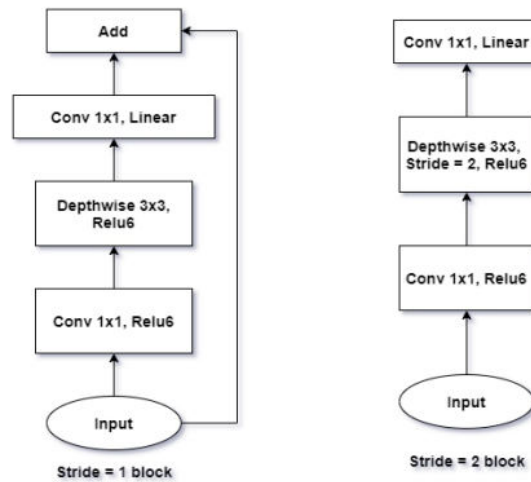 Add
Conv 1x1, Linear
Depthwise 3x3,
Relu6
Conv 1x1, Relu6
Input
Stride = 1 block
Conv 1x1, Linear
Depthwise 3x3,
Stride = 2, Relu6
Conv 1x1, Relu6
Input
Stride = 2 block